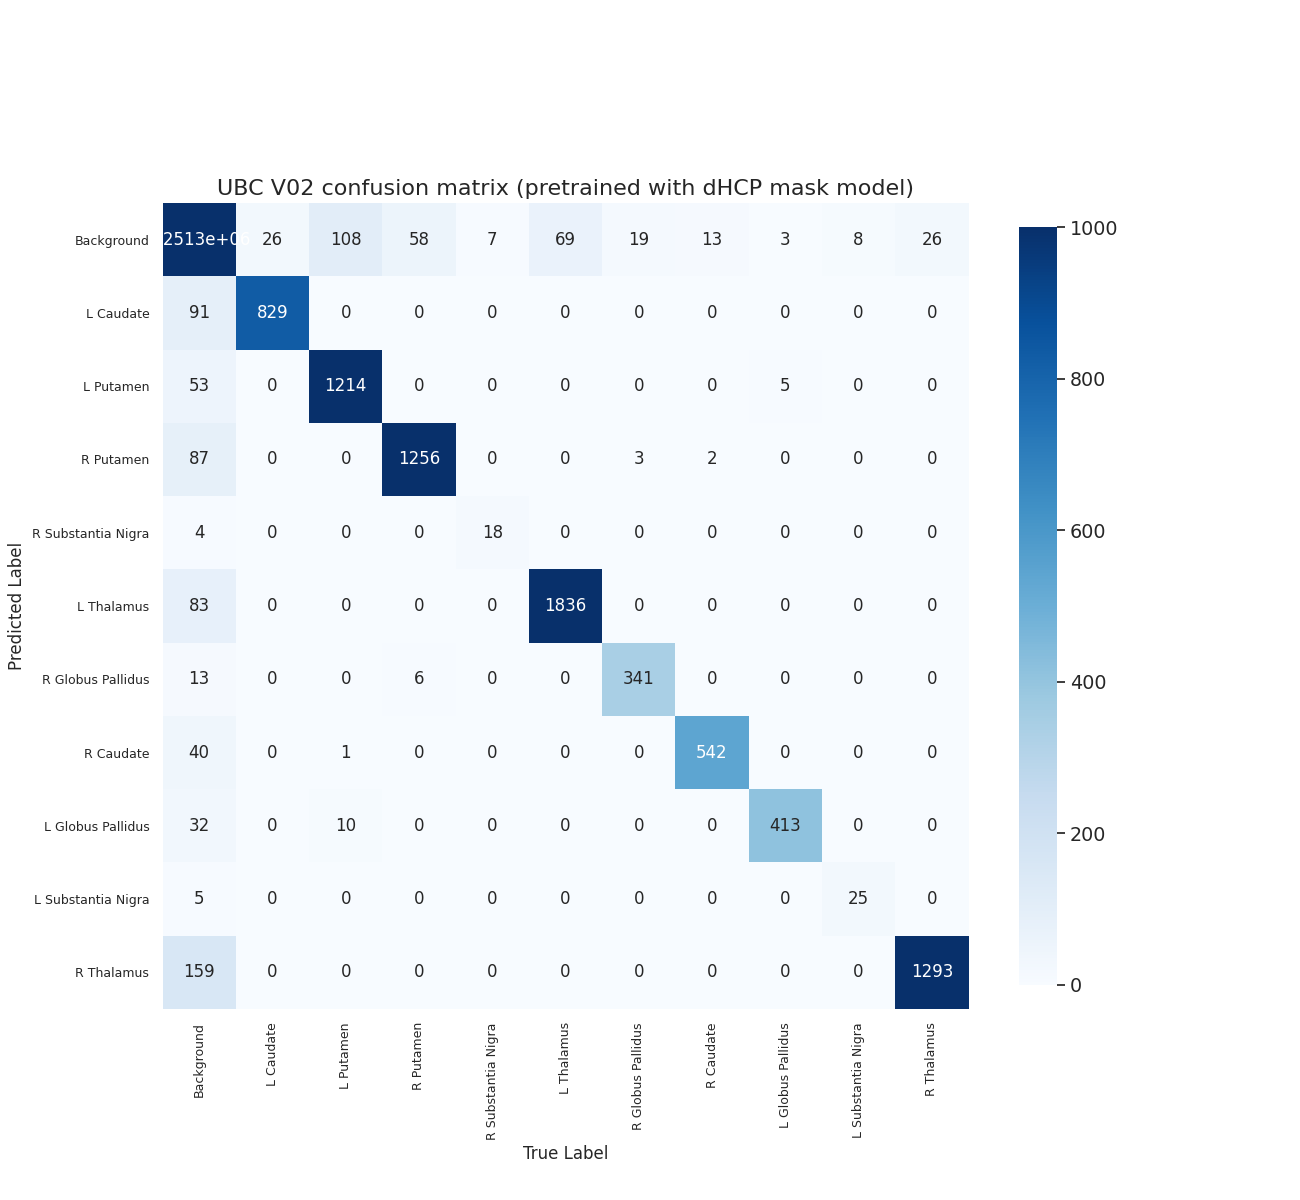 UBC V02 confusion matrix (pretrained with dHCP mask model)
Background 26 108 58 7 69 19 13 3 8 26
L Caudate 91 829 0 0 0 0 0 0 0 0 0
L Putamen 53 0 1214 0 0 0 0 0 5 0 0
R Putamen 87 0 0 1256 0 0 3 2 0 0 0
R Substantia Nigra 4 0 0 0 18 0 0 0 0 0 0
L Thalamus 83 0 0 0 0 1836 0 0 0 0 0
R Globus Pallidus 13 0 0 6 0 0 341 0 0 0 0
R Caudate 40 0 1 0 0 0 0 542 0 0 0
L Globus Pallidus 32 0 10 0 0 0 0 0 413 0 0
L Substantia Nigra 5 0 0 0 0 0 0 0 0 25 0
R Thalamus 159 0 0 0 0 0 0 0 0 0 1293
Background
L Caudate
L Putamen
R Putamen
R Substantia Nigra
L Thalamus
R Globus Pallidus
R Caudate
L Globus Pallidus
L Substantia Nigra
R Thalamus
True Label
Predicted Label
1000
800
600
400
200
0